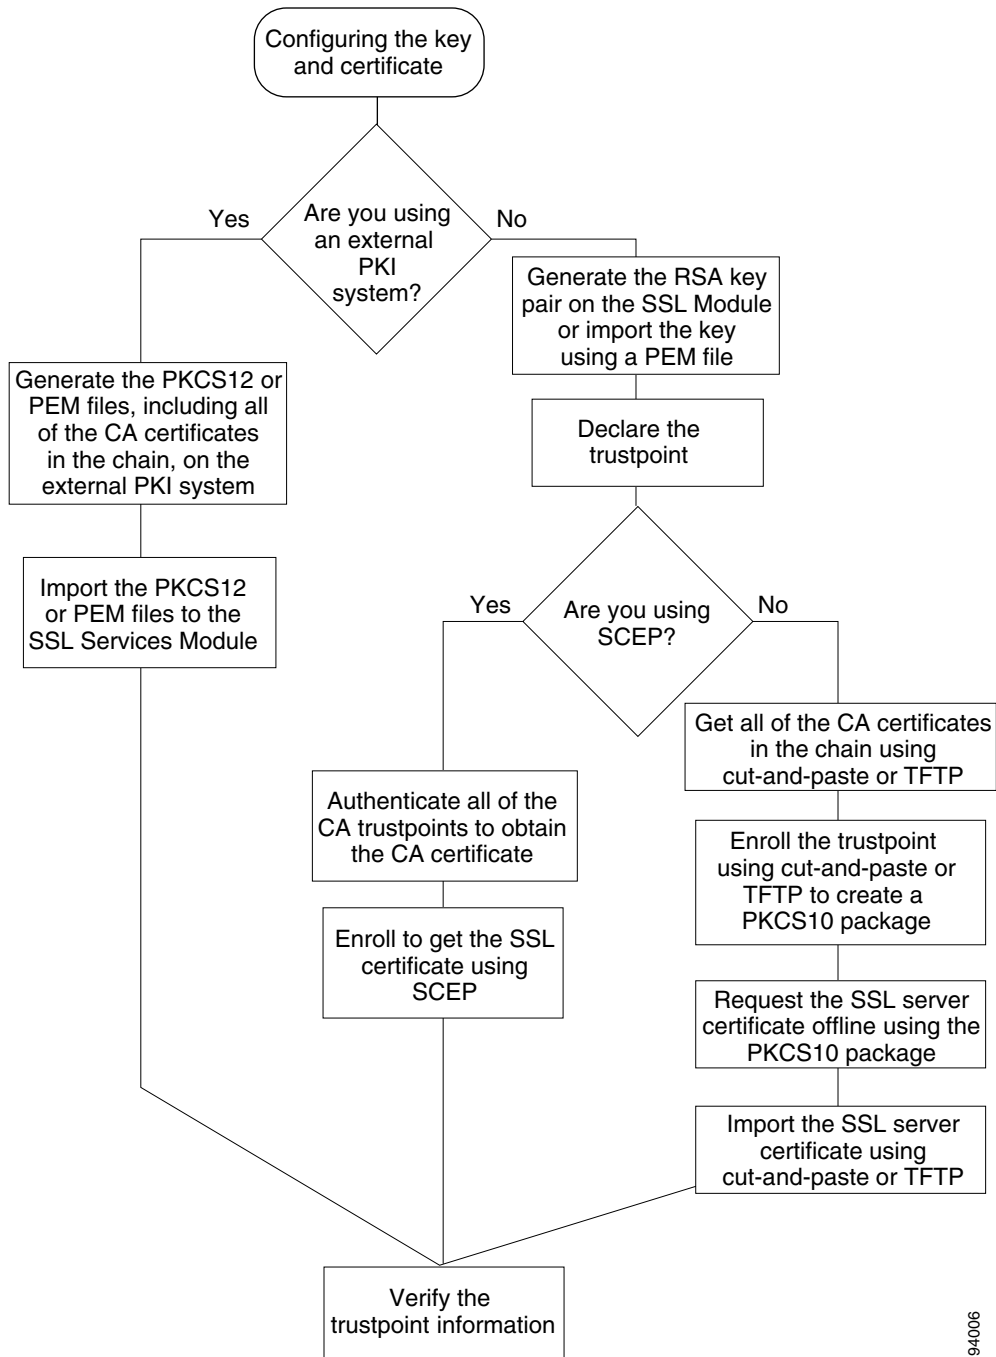 Configuring the key
and certificate
Are you using
an external
PKI
system?
Yes
No
Generate the RSA key
pair on the SSL Module
or import the key
using a PEM file
Generate the PKCS12 or
PEM files, including all
of the CA certificates
in the chain, on the
external PKI system
Declare the
trustpoint
Import the PKCS12
or PEM files to the
SSL Services Module
Are you using
SCEP?
Yes
No
Get all of the CA certificates
in the chain using
cut-and-paste or TFTP
Authenticate all of the
CA trustpoints to obtain
the CA certificate
Enroll the trustpoint
using cut-and-paste or
TFTP to create a
PKCS10 package
Enroll to get the SSL
certificate using
SCEP
Request the SSL server
certificate offline using the
PKCS10 package
Import the SSL server
certificate using
cut-and-paste or TFTP
Verify the
trustpoint information
94006